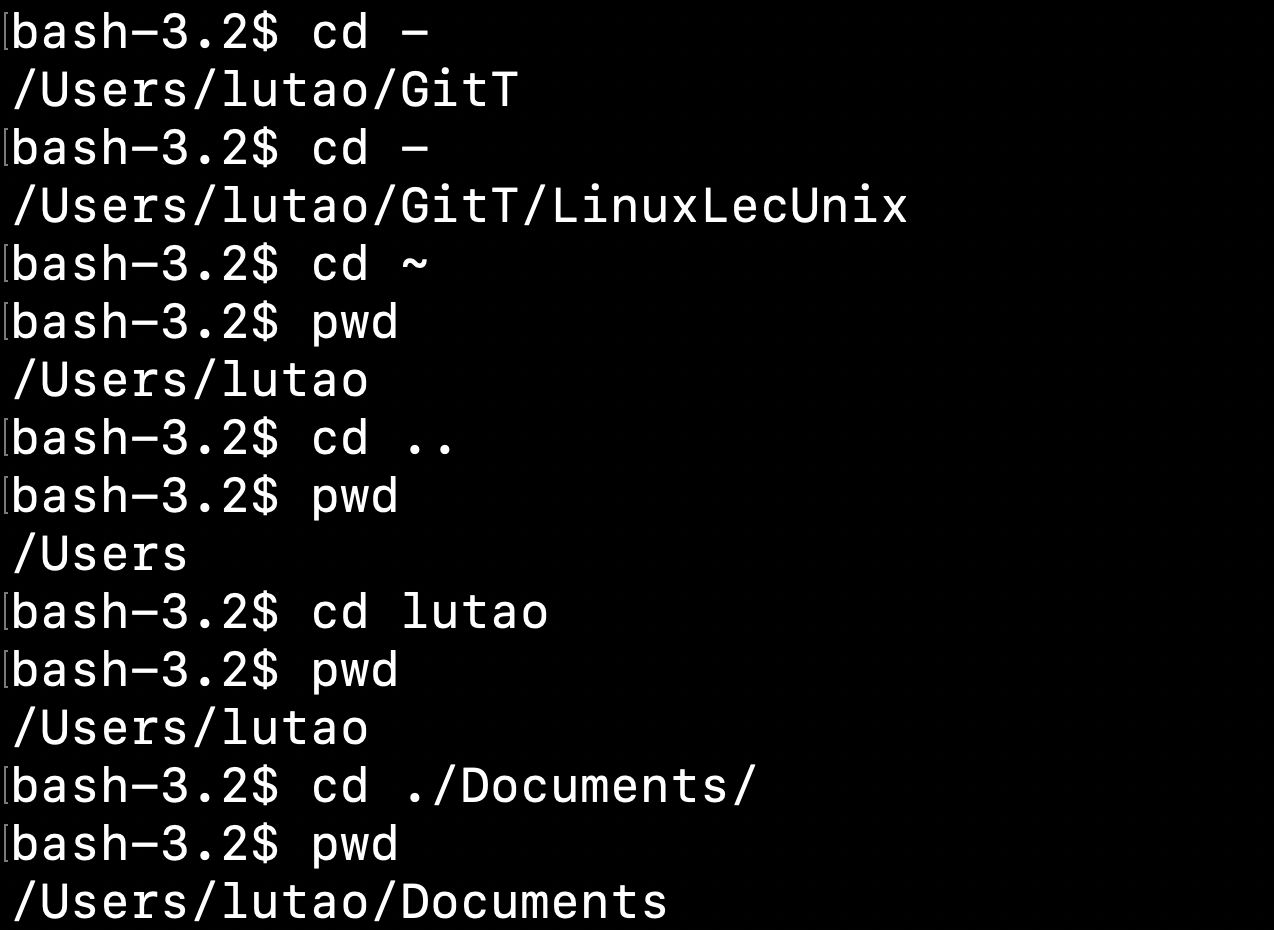 bash-3.2$ cd -
/Users/lutao/GitT
bash-3.2$ cd -
/Users/lutao/GitT/LinuxLecUnix
bash-3.2$ cd ~
bash-3.2$ pwd
/Users/lutao
bash-3.2$ cd ..
bash-3.2$ pwd
/Users
bash-3.2$ cd lutao
bash-3.2$ pwd
/Users/lutao
bash-3.2$ cd ./Documents/
bash-3.2$ pwd
/Users/lutao/Documents